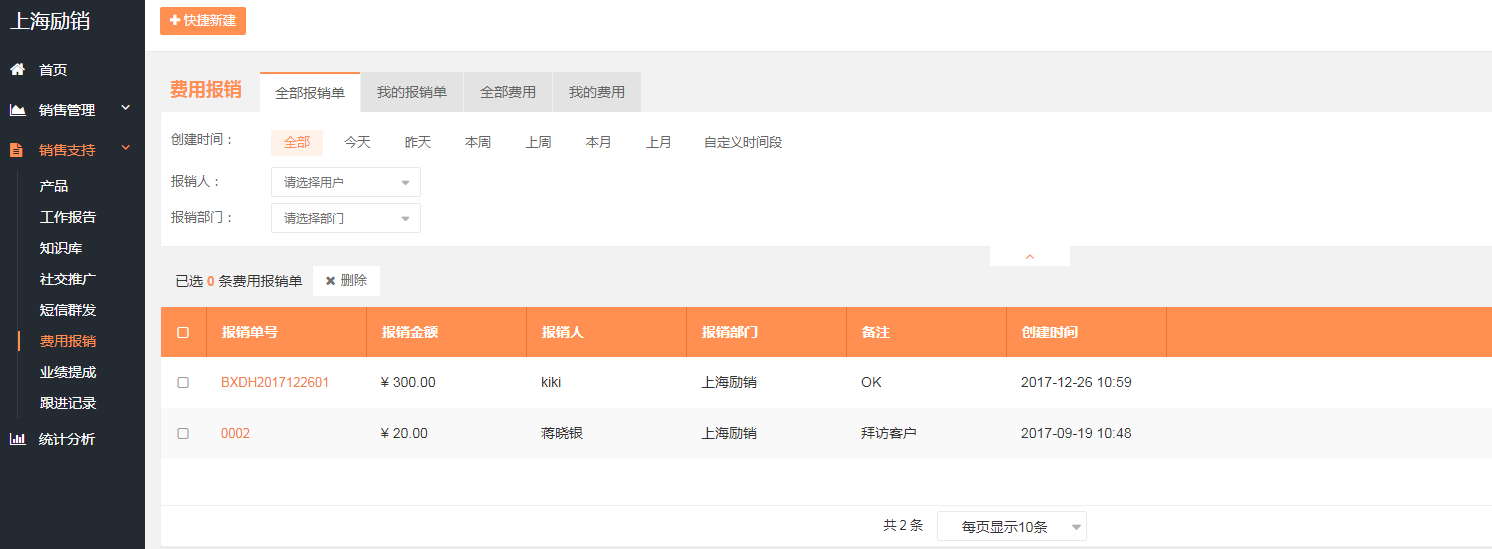 上海励销
快捷新建
首页
销售管理
销售支持
产品
工作报告
知识库
社交推广
短信群发
费用报销
业绩提成
跟进记录
统计分析
费用报销 全部报销单 我的报销单 全部费用 我的费用
创建时间： 全部 今天 昨天 本周 上周 本月 上月 自定义时间段
报销人： 请选择用户
报销部门： 请选择部门
已选 0 条费用报销单 删除
报销单号 报销金额 报销人 报销部门 备注 创建时间
BXDH2017122601 ¥ 300.00 kiki 上海励销 OK 2017-12-26 10:59
0002 ¥ 20.00 蒋晓银 上海励销 拜访客户 2017-09-19 10:48
共 2 条 每页显示10条